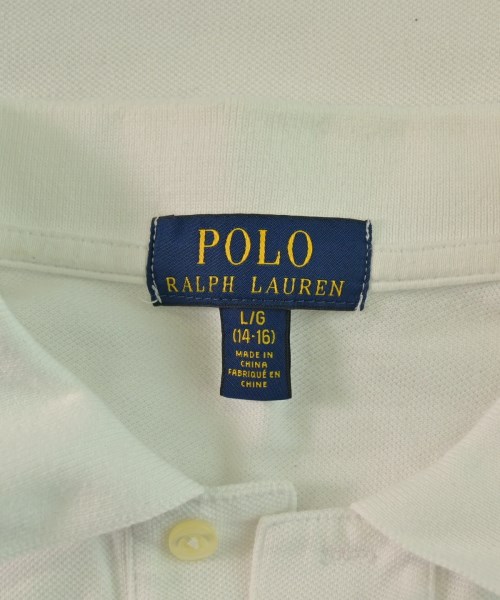 POLO
RALPH LAUREN
L/G
(14-16)
MADE IN
CHINA
FABRIQUÉ EN
CHINE